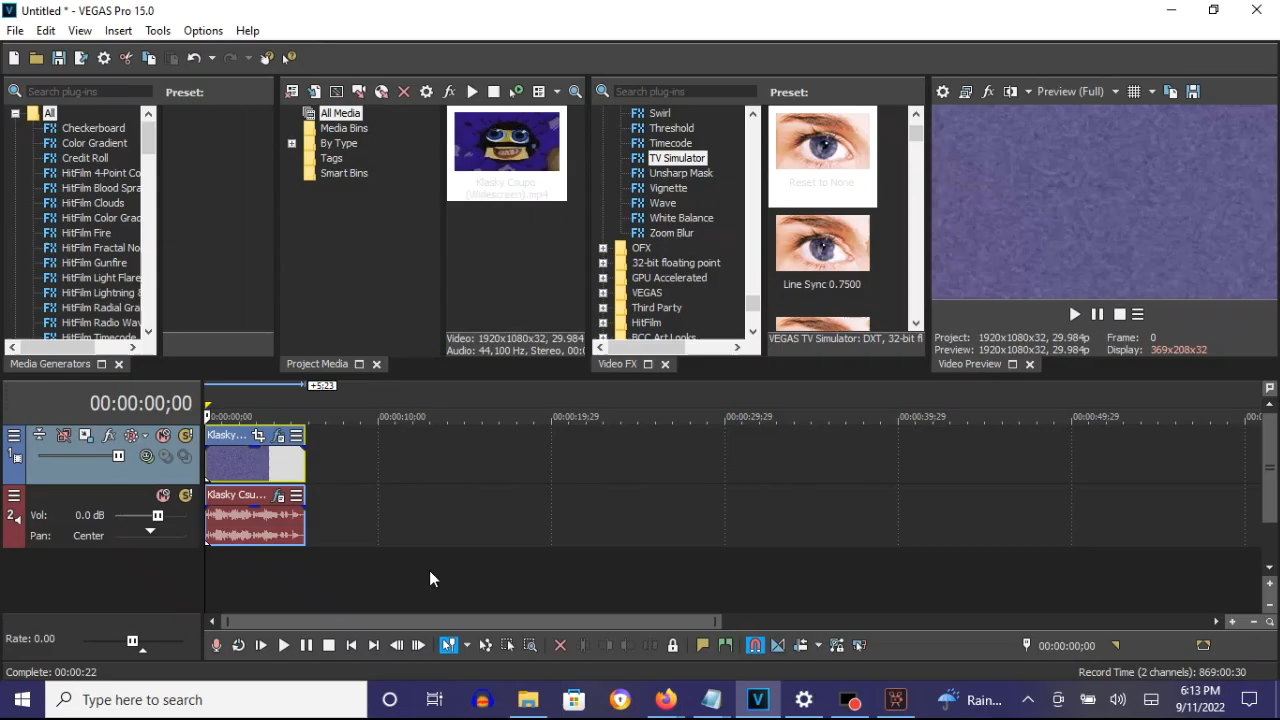 Untitled * - VEGAS Pro 15.0
File Edit View Insert Tools Options Help
Search plug-ins
Preset:
All
Checkerboard
Color Gradient
Credit Roll
HitFilm 4-Point Co
HitFilm Blood Spra
HitFilm Clouds
HitFilm Color Grad
HitFilm Fire
HitFilm Fractal No
HitFilm Gunfire
HitFilm Light Flare
HitFilm Lightning &
HitFilm Radial Gra
HitFilm Radio Wav
HitFilm Timecode
Media Generators
All Media
Media Bins
By Type
Tags
Smart Bins
Klasky Csupo
(Widescreen).mp4
Video: 1920x1080x32, 29.984
Audio: 44,100 Hz, Stereo, 00:0
Project Media
Search plug-ins
Preset:
Swirl
Threshold
Timecode
TV Simulator
Unsharp Mask
Vignette
Wave
White Balance
Zoom Blur
OFX
32-bit floating point
GPU Accelerated
VEGAS
Third Party
HitFilm
BCC Art Looks
Reset to None
Line Sync 0.7500
VEGAS TV Simulator: DXT, 32-bit fl
Video FX
Preview (Full)
Project: 1920x1080x32, 29.984p
Frame: 0
Preview: 1920x1080x32, 29.984p
Display: 369x208x32
Video Preview
00:00:00;00
+5;23
0:00:00;00
00:00:10;00
00:00:19;29
00:00:29;29
00:00:39;29
00:00:49;29
1
Klasky...
2
Klasky Csu...
Vol: 0.0 dB
Pan: Center
Rate: 0.00
00:00:00;00
Complete: 00:00:22
Record Time (2 channels): 869:00:30
Type here to search
Rain...
6:13 PM
9/11/2022